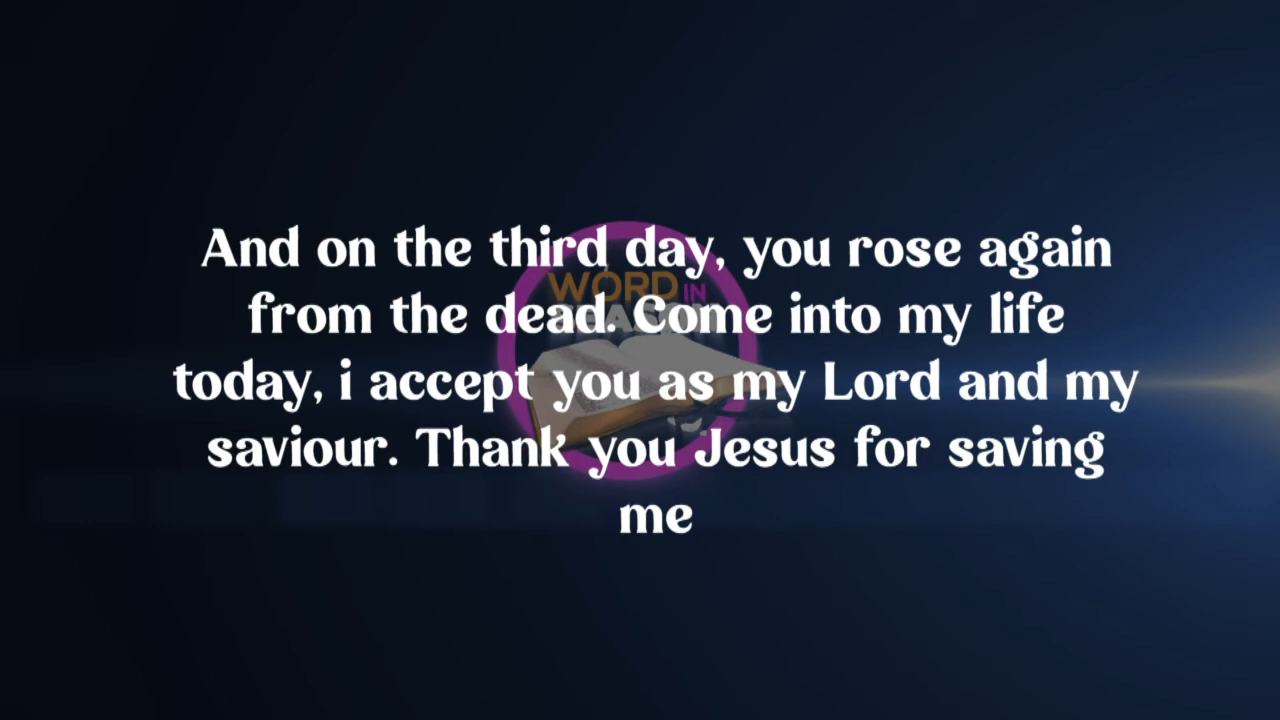 And on the third day, you rose again
from the dead. Come into my life
today, i accept you as my Lord and my
saviour. Thank you Jesus for saving
me
WORD IN